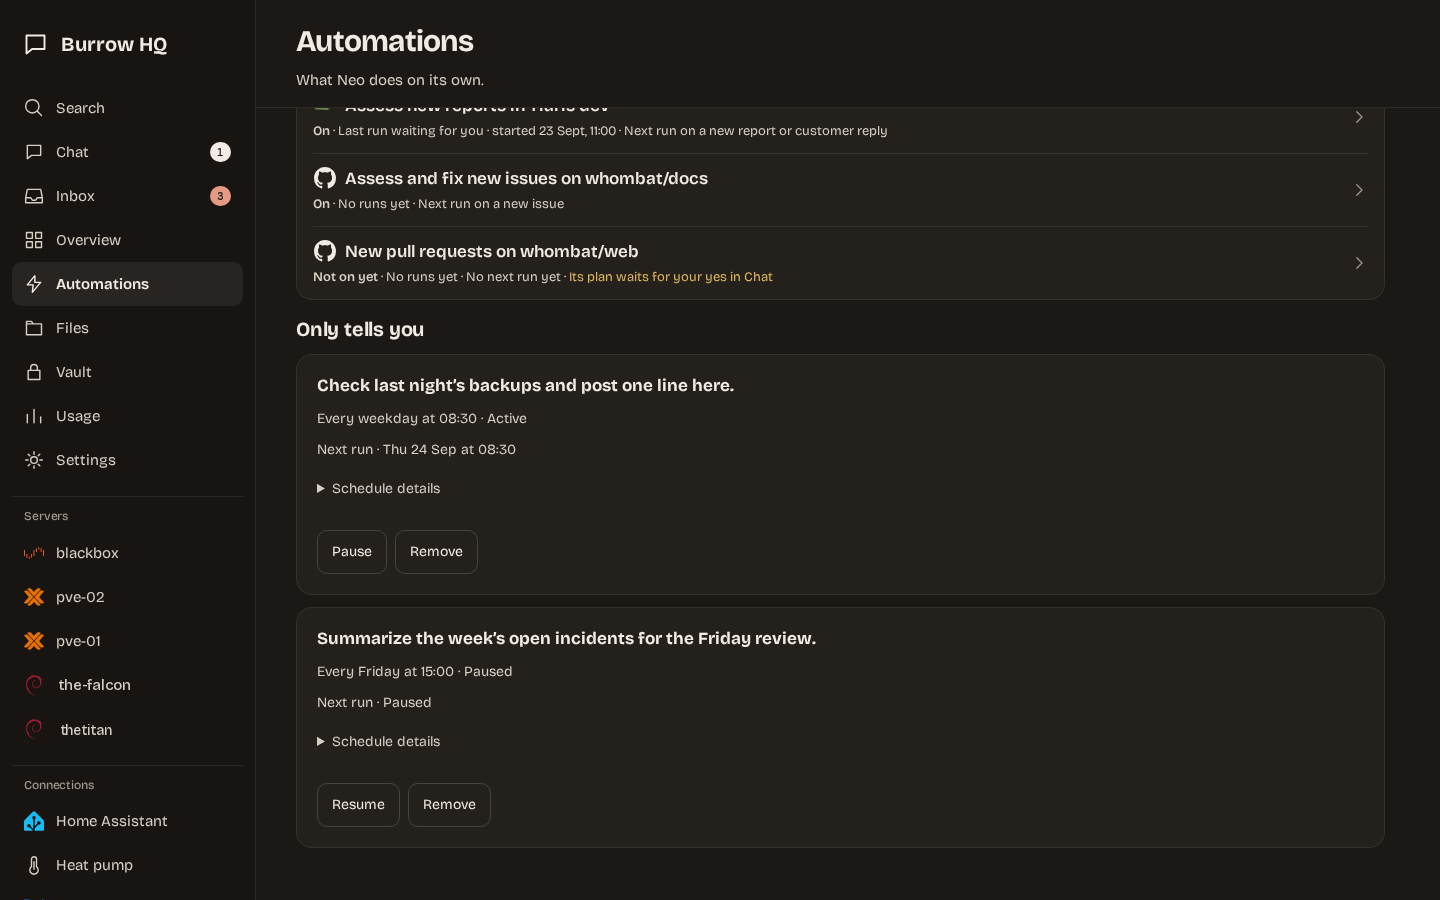 Burrow HQ
Search
Chat
1
Inbox
3
Overview
Automations
Files
Vault
Usage
Settings
Servers
blackbox
pve-02
pve-01
the-falcon
thetitan
Connections
Home Assistant
Heat pump
Automations
What Neo does on its own.
Assess new reports in
On · Last run waiting for you · started 23 Sept, 11:00 · Next run on a new report or customer reply
Assess and fix new issues on whombat/docs
On · No runs yet · Next run on a new issue
New pull requests on whombat/web
Not on yet · No runs yet · No next run yet · Its plan waits for your yes in Chat
Only tells you
Check last night’s backups and post one line here.
Every weekday at 08:30 · Active
Next run · Thu 24 Sep at 08:30
Schedule details
Pause
Remove
Summarize the week’s open incidents for the Friday review.
Every Friday at 15:00 · Paused
Next run · Paused
Schedule details
Resume
Remove